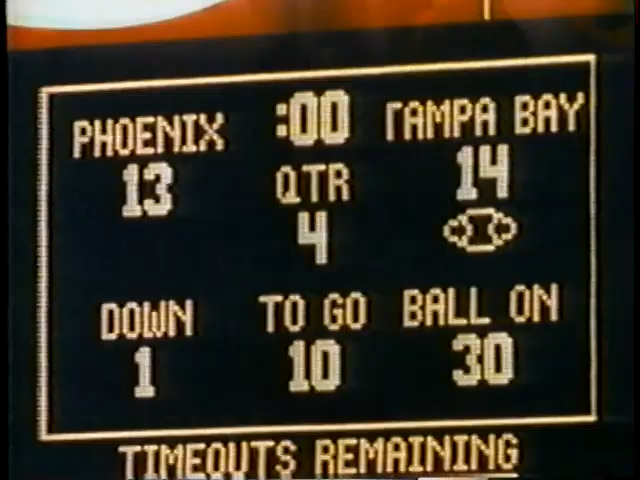 PHOENIX :00 TAMPA BAY
13 QTR 14
4
DOWN TO GO BALL ON
1 10 30
TIMEOUTS REMAINING